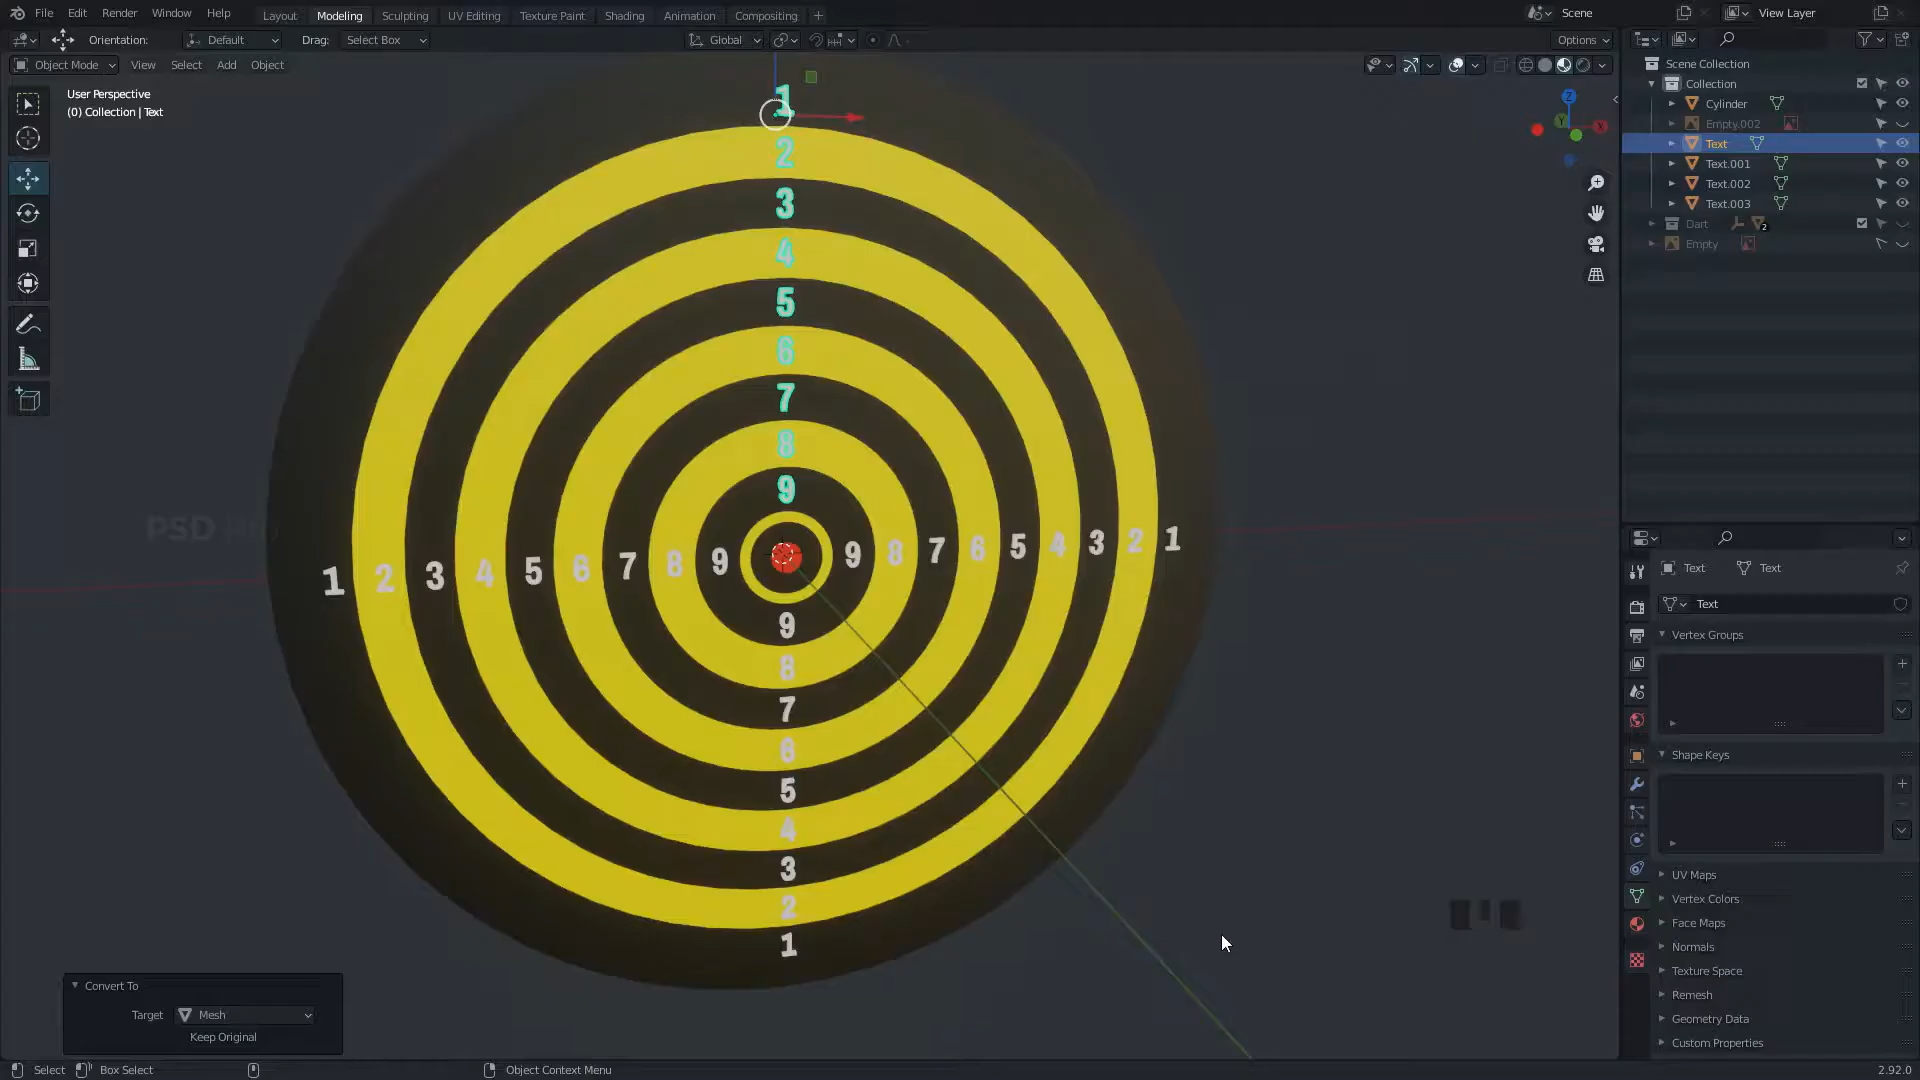 File Edit Render Window Help Layout Modeling Sculpting UV Editing Texture Paint Shading Animation Compositing + Scene View Layer
Orientation: Default Drag: Select Box Global Options
Object Mode View Select Add Object
User Perspective
(0) Collection | Text
Scene Collection
Collection
Cylinder
Empty.002
Text
Text.001
Text.002
Text.003
Dart 2
Empty
Z
Y X
1
2
3
4
5
6
7
8
9
1 2 3 4 5 6 7 8 9 9 8 7 6 5 4 3 2 1
9
8
7
6
5
4
3
2
1
PSD
Text Text
Text
Vertex Groups
Shape Keys
UV Maps
Vertex Colors
Face Maps
Normals
Texture Space
Remesh
Geometry Data
Custom Properties
Convert To
Target Mesh
Keep Original
Select Box Select Object Context Menu 2.92.0